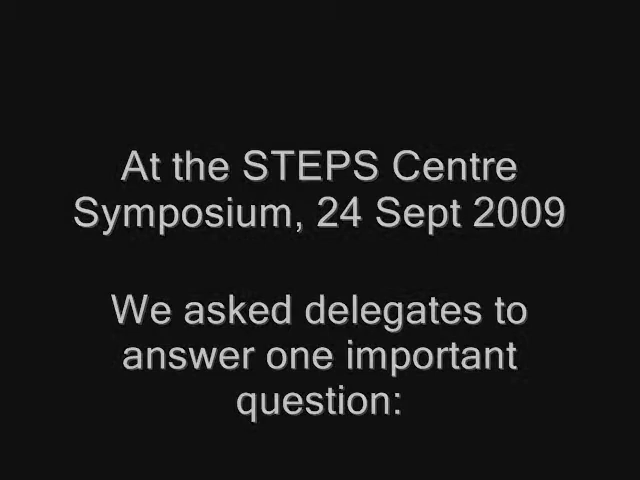 At the STEPS Centre
Symposium, 24 Sept 2009
We asked delegates to
answer one important
question: